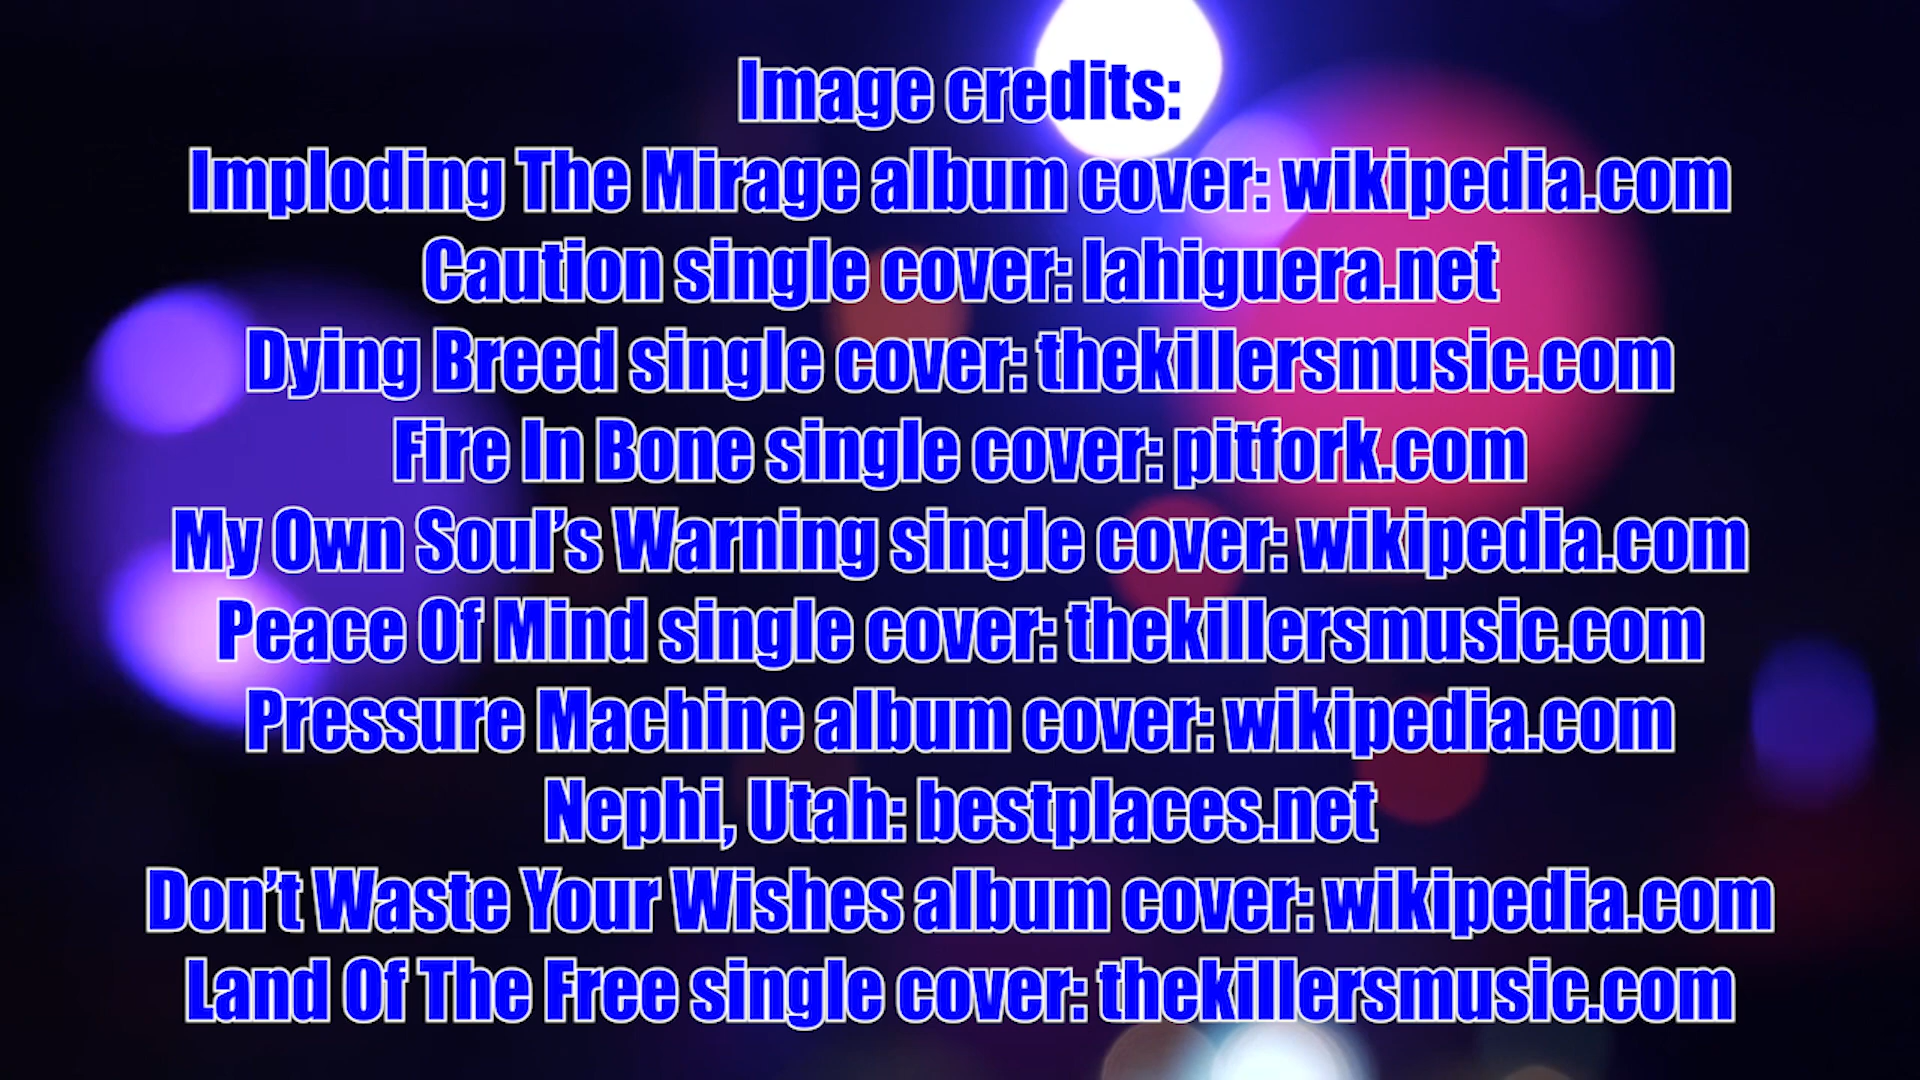 Image credits:
Imploding The Mirage album cover: wikipedia.com
Caution single cover: lahiguera.net
Dying Breed single cover: thekillersmusic.com
Fire In Bone single cover: pitfork.com
My Own Soul’s Warning single cover: wikipedia.com
Peace Of Mind single cover: thekillersmusic.com
Pressure Machine album cover: wikipedia.com
Nephi, Utah: bestplaces.net
Don’t Waste Your Wishes album cover: wikipedia.com
Land Of The Free single cover: thekillersmusic.com